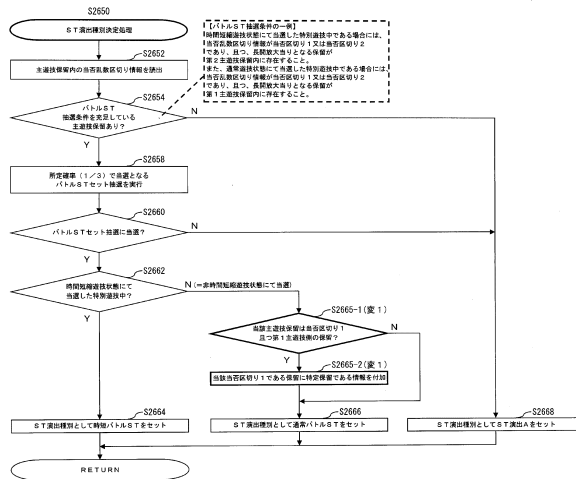 S2650
ST演出種別決定処理
【バトルST抽選条件の一例】
時間短縮遊技状態にて当選した特別遊技中である場合には、
当否乱数区切り情報が当否区切り1又は当否区切り2
であり、且つ、長開放大当りとなる保留が
第2主遊技保留内に存在すること。
また、通常遊技状態にて当選した特別遊技中である場合には、
当否乱数区切り情報が当否区切り1又は当否区切り2
であり、且つ、長開放大当りとなる保留が
第1主遊技保留内に存在すること。
S2652
主遊技保留内の当否乱数区切り情報を読出
S2654
バトルST
抽選条件を充足している
主遊技保留あり?
N
Y
S2658
所定確率(1/3)で当選となる
バトルSTセット抽選を実行
S2660
バトルSTセット抽選に当選?
N
Y
S2662
時間短縮遊技状態にて
当選した特別遊技中?
N(=非時間短縮遊技状態にて当選)
Y
S2665-1(変1)
当該主遊技保留は当否区切り1
且つ第1主遊技側の保留?
N
Y
S2665-2(変1)
当該当否区切り1である保留に特定保留である情報を付加
S2664
ST演出種別として時短バトルSTをセット
S2666
ST演出種別として通常バトルSTをセット
S2668
ST演出種別としてST演出Aをセット
RETURN